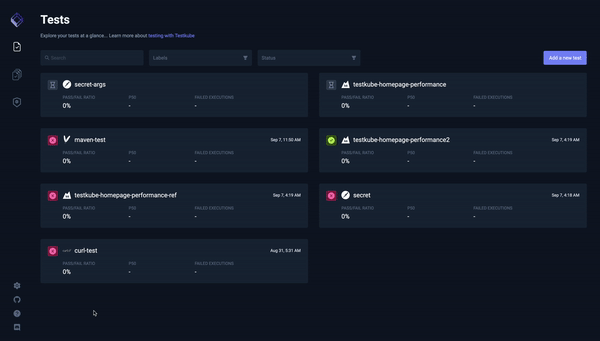 Tests
Explore your tests at a glance... Learn more about testing with Testkube
Search
Labels
Status
Add a new test
secret-args
PASS/FAIL RATIO P50 FAILED EXECUTIONS
0% - -
testkube-homepage-performance
PASS/FAIL RATIO P50 FAILED EXECUTIONS
0% - -
maven-test Sep 7, 11:50 AM
PASS/FAIL RATIO P50 FAILED EXECUTIONS
0% - -
testkube-homepage-performance2 Sep 7, 4:19 AM
PASS/FAIL RATIO P50 FAILED EXECUTIONS
0% - -
testkube-homepage-performance-ref Sep 7, 4:19 AM
PASS/FAIL RATIO P50 FAILED EXECUTIONS
0% - -
secret Sep 7, 4:18 AM
PASS/FAIL RATIO P50 FAILED EXECUTIONS
0% - -
curl-test Aug 31, 5:31 AM
PASS/FAIL RATIO P50 FAILED EXECUTIONS
0% - -